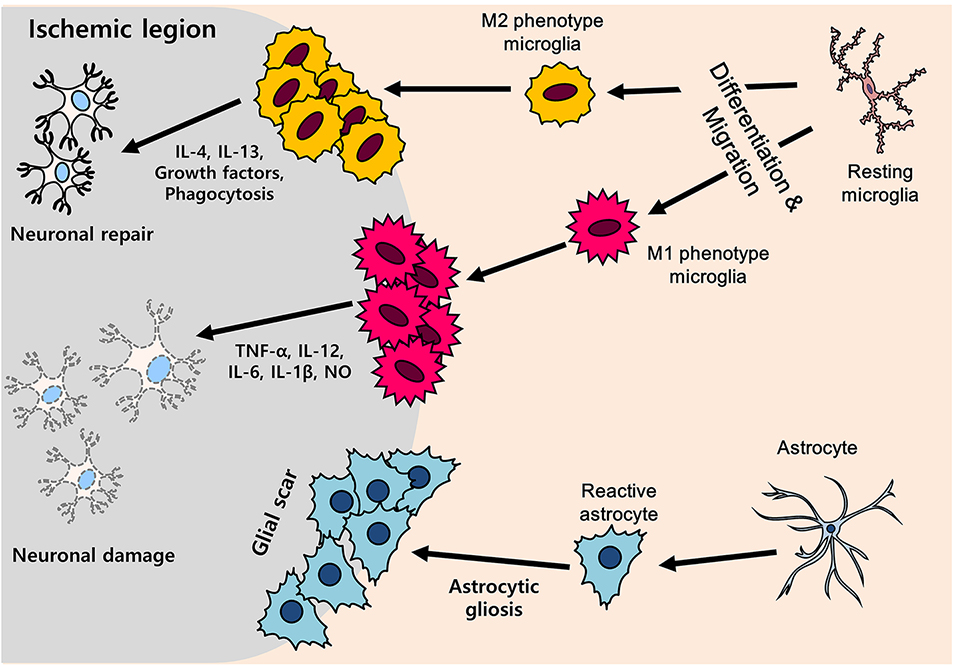 Ischemic legion
M2 phenotype
microglia
Differentiation &
Migration
Resting
microglia
IL-4, IL-13,
Growth factors,
Phagocytosis
Neuronal repair
M1 phenotype
microglia
TNF-α, IL-12,
IL-6, IL-1β, NO
Neuronal damage
Glial scar
Astrocytic
gliosis
Reactive
astrocyte
Astrocyte